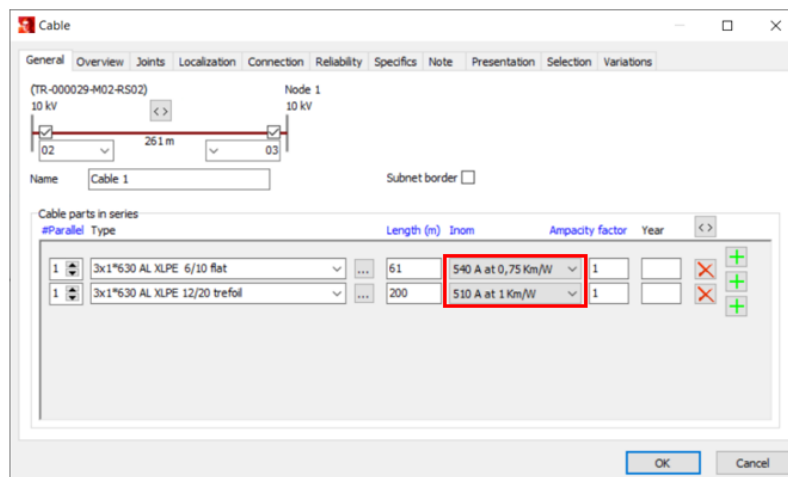 Cable
General Overview Joints Localization Connection Reliability Specifics Note Presentation Selection Variations
(TR-000029-M02-RS02) Node 1
10 kV < > 10 kV
261 m
02 03
Name Cable 1 Subnet border
Cable parts in series
#Parallel Type Length (m) Inom Ampacity factor Year < >
1 3x1*630 AL XLPE 6/10 flat ... 61 540 A at 0,75 Km/W 1
1 3x1*630 AL XLPE 12/20 trefoil ... 200 510 A at 1 Km/W 1
OK Cancel